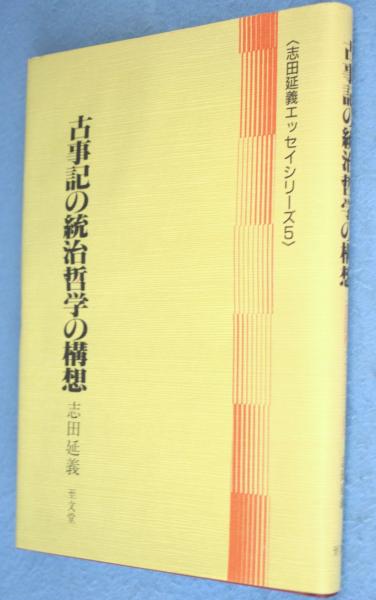 〈志田延義エッセイシリーズ5〉
古事記の統治哲学の構想
志田延義
至文堂
古事記の統治哲学の構想